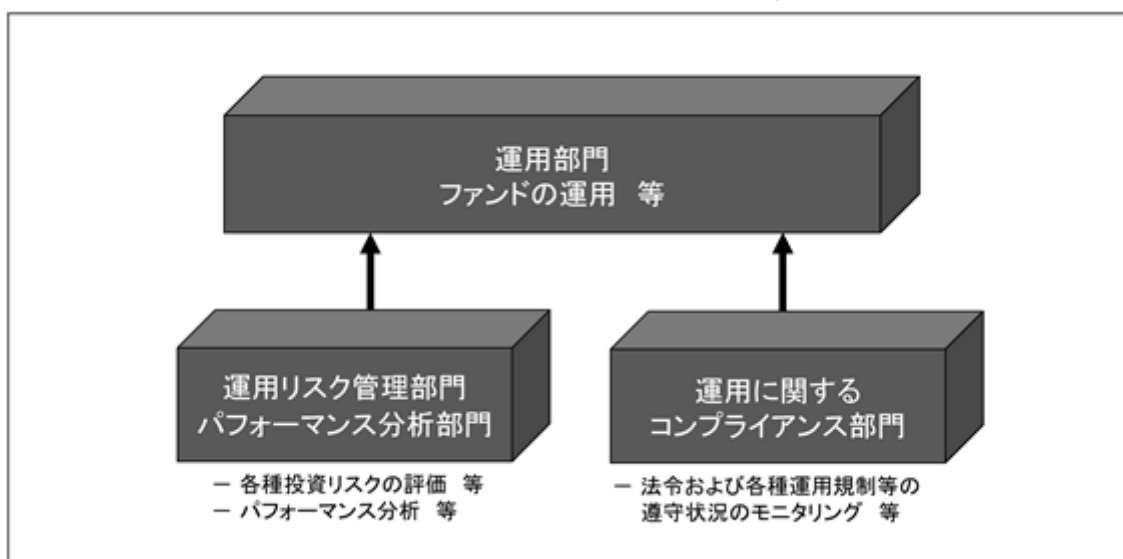 運用部門
ファンドの運用 等
運用リスク管理部門
パフォーマンス分析部門
運用に関する
コンプライアンス部門
－ 各種投資リスクの評価 等
－ パフォーマンス分析 等
－ 法令および各種運用規制等の
遵守状況のモニタリング 等